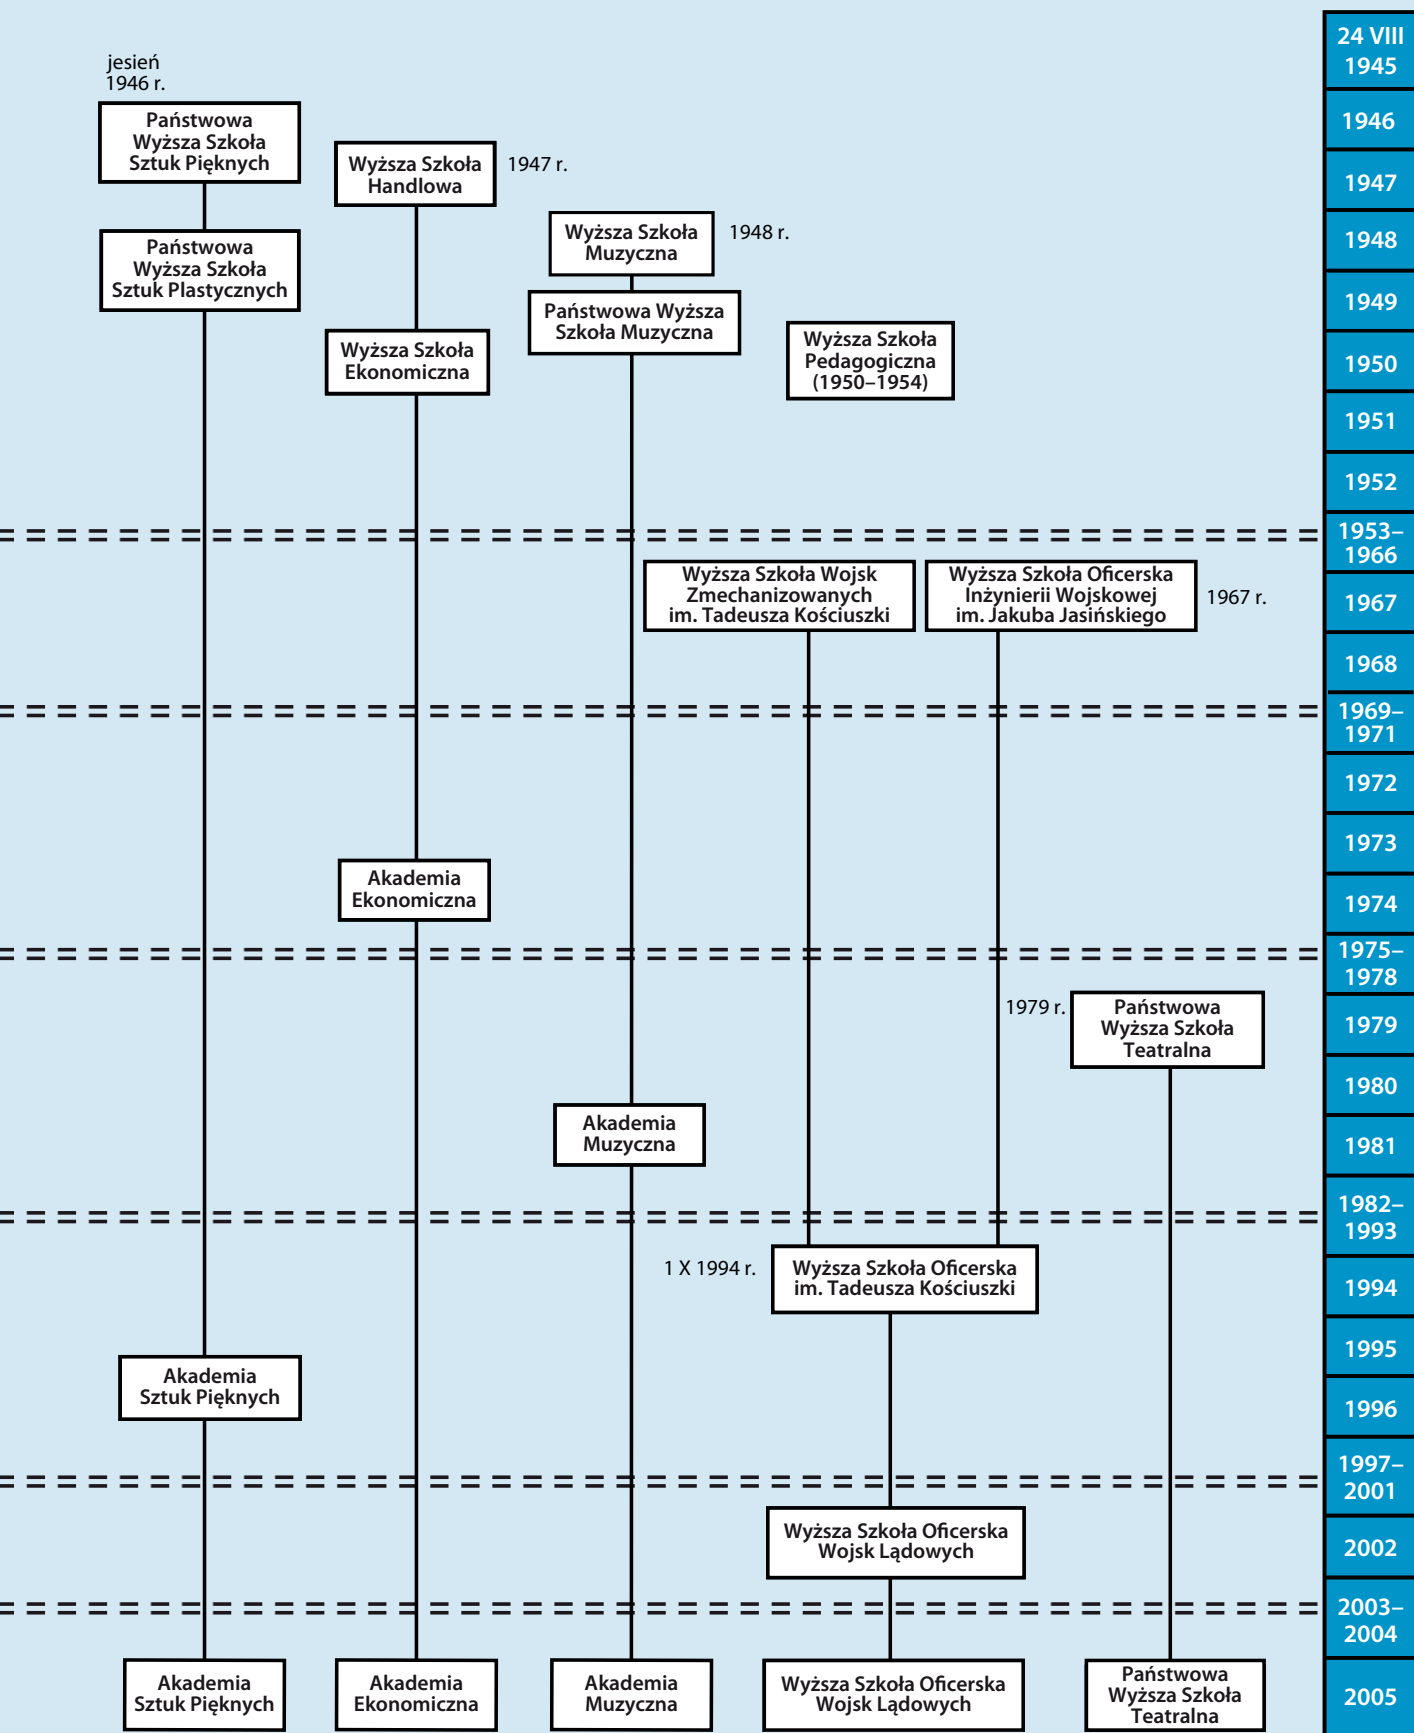 24 VIII
1945
jesień
1946 r.
Państwowa
Wyższa Szkoła
Sztuk Pięknych
1946
Wyższa Szkoła
Handlowa
1947 r.
1947
Państwowa
Wyższa Szkoła
Sztuk Plastycznych
Wyższa Szkoła
Muzyczna
1948 r.
1948
Państwowa Wyższa
Szkoła Muzyczna
1949
Wyższa Szkoła
Ekonomiczna
Wyższa Szkoła
Pedagogiczna
(1950–1954)
1950
1951
1952
1953–
1966
Wyższa Szkoła Wojsk
Zmechanizowanych
im. Tadeusza Kościuszki
Wyższa Szkoła Oficerska
Inżynierii Wojskowej
im. Jakuba Jasińskiego
1967 r.
1967
1968
1969–
1971
1972
1973
Akademia
Ekonomiczna
1974
1975–
1978
1979 r.
Państwowa
Wyższa Szkoła
Teatralna
1979
1980
Akademia
Muzyczna
1981
1982–
1993
1 X 1994 r.
Wyższa Szkoła Oficerska
im. Tadeusza Kościuszki
1994
1995
Akademia
Sztuk Pięknych
1996
1997–
2001
Wyższa Szkoła Oficerska
Wojsk Lądowych
2002
2003–
2004
Akademia
Sztuk Pięknych
Akademia
Ekonomiczna
Akademia
Muzyczna
Wyższa Szkoła Oficerska
Wojsk Lądowych
Państwowa
Wyższa Szkoła
Teatralna
2005